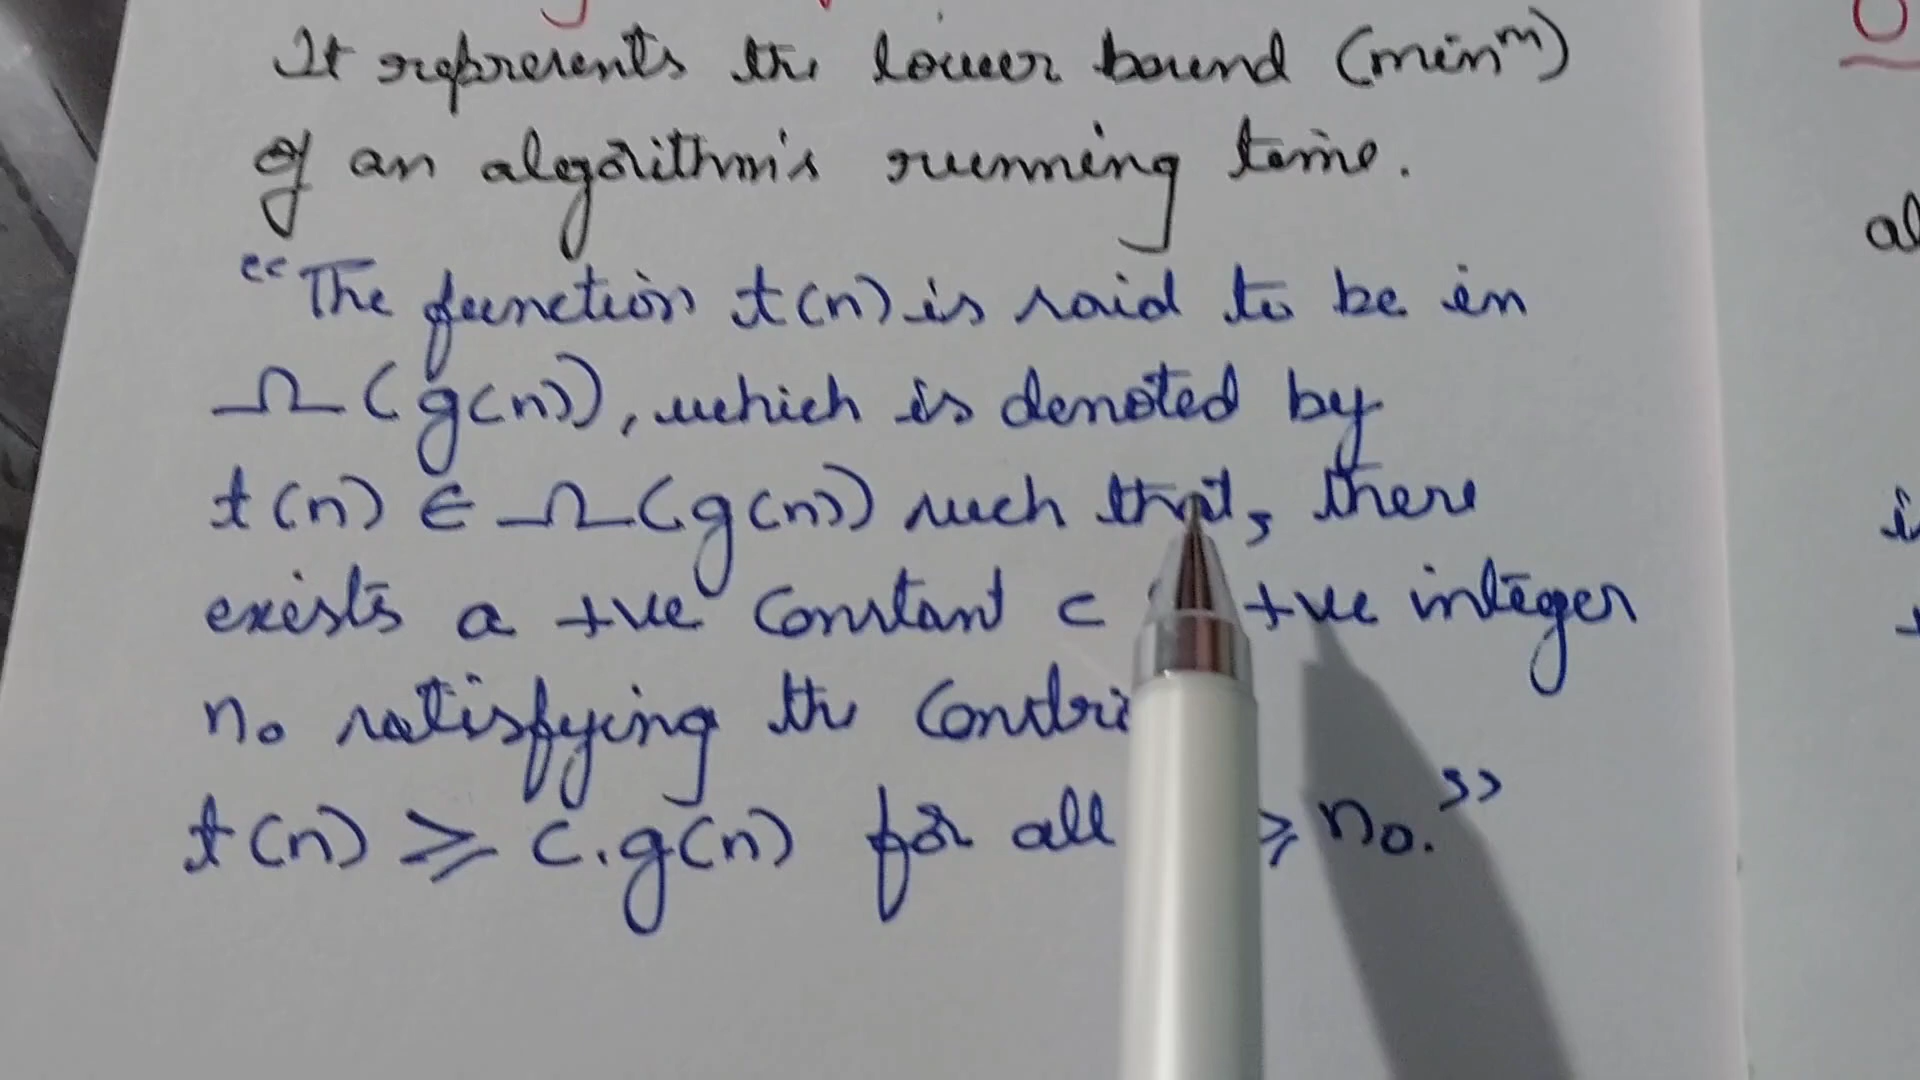 It represents the lower bound (min^m)
of an algorithm's running time.
"The function t(n) is said to be in
Ω(g(n)), which is denoted by
t(n) ∈ Ω(g(n)) such that, there
exists a +ve constant c +ve integer
n₀ satisfying the
t(n) ≥ c.g(n) for all ≥ n₀."